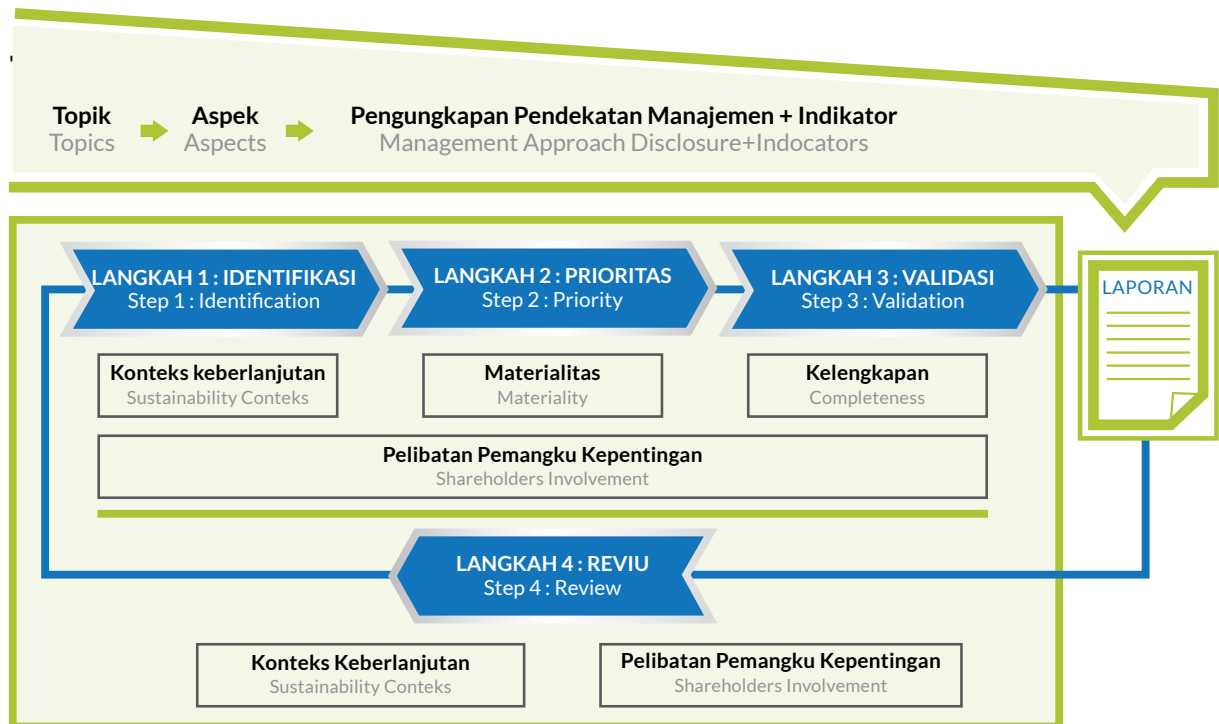 Topik
Topics
Aspek
Aspects
Pengungkapan Pendekatan Manajemen + Indikator
Management Approach Disclosure+Indocators
LANGKAH 1 : IDENTIFIKASI
Step 1 : Identification
LANGKAH 2 : PRIORITAS
Step 2 : Priority
LANGKAH 3 : VALIDASI
Step 3 : Validation
LAPORAN
Konteks keberlanjutan
Sustainability Conteks
Materialitas
Materiality
Kelengkapan
Completeness
Pelibatan Pemangku Kepentingan
Shareholders Involvement
LANGKAH 4 : REVIU
Step 4 : Review
Konteks Keberlanjutan
Sustainability Conteks
Pelibatan Pemangku Kepentingan
Shareholders Involvement